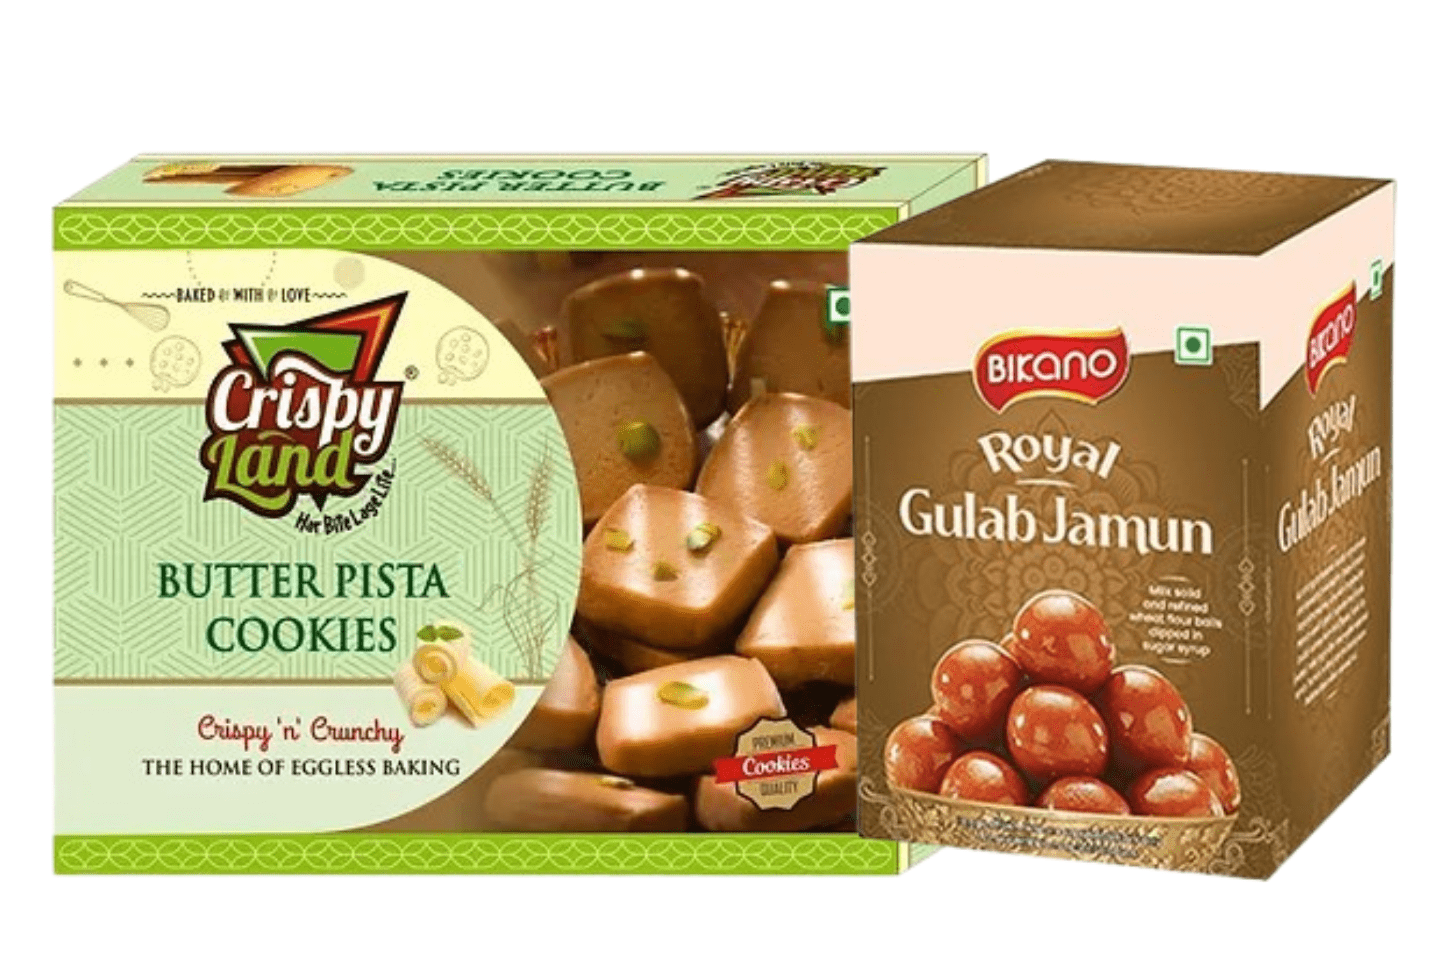 BUTTER PISTA
COOKIES
Crispy
Land
BAKED @ WITH @ LOVE
Crispy
Land
®
Har Bite Lage Life...
BUTTER PISTA
COOKIES
Crispy 'n' Crunchy
THE HOME OF EGGLESS BAKING
PREMIUM
Cookies
QUALITY
BIKANO
Royal
Gulab Jamun
Milk solid
and refined
wheat flour balls
dipped in
sugar syrup
BIKANO
Royal
Gulab Jamun